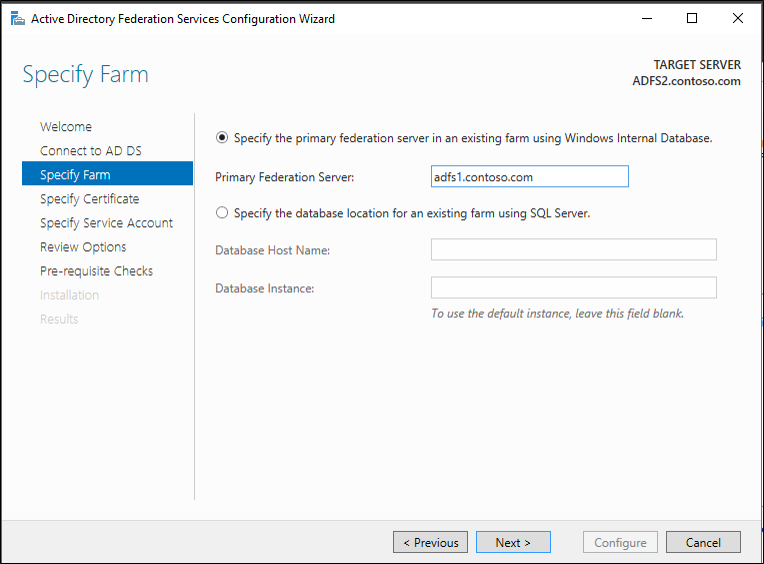 Active Directory Federation Services Configuration Wizard
Specify Farm
TARGET SERVER
ADFS2.contoso.com
Welcome
Connect to AD DS
Specify Farm
Specify Certificate
Specify Service Account
Review Options
Pre-requisite Checks
Installation
Results
Specify the primary federation server in an existing farm using Windows Internal Database.
Primary Federation Server: adfs1.contoso.com
Specify the database location for an existing farm using SQL Server.
Database Host Name:
Database Instance:
To use the default instance, leave this field blank.
< Previous Next > Configure Cancel